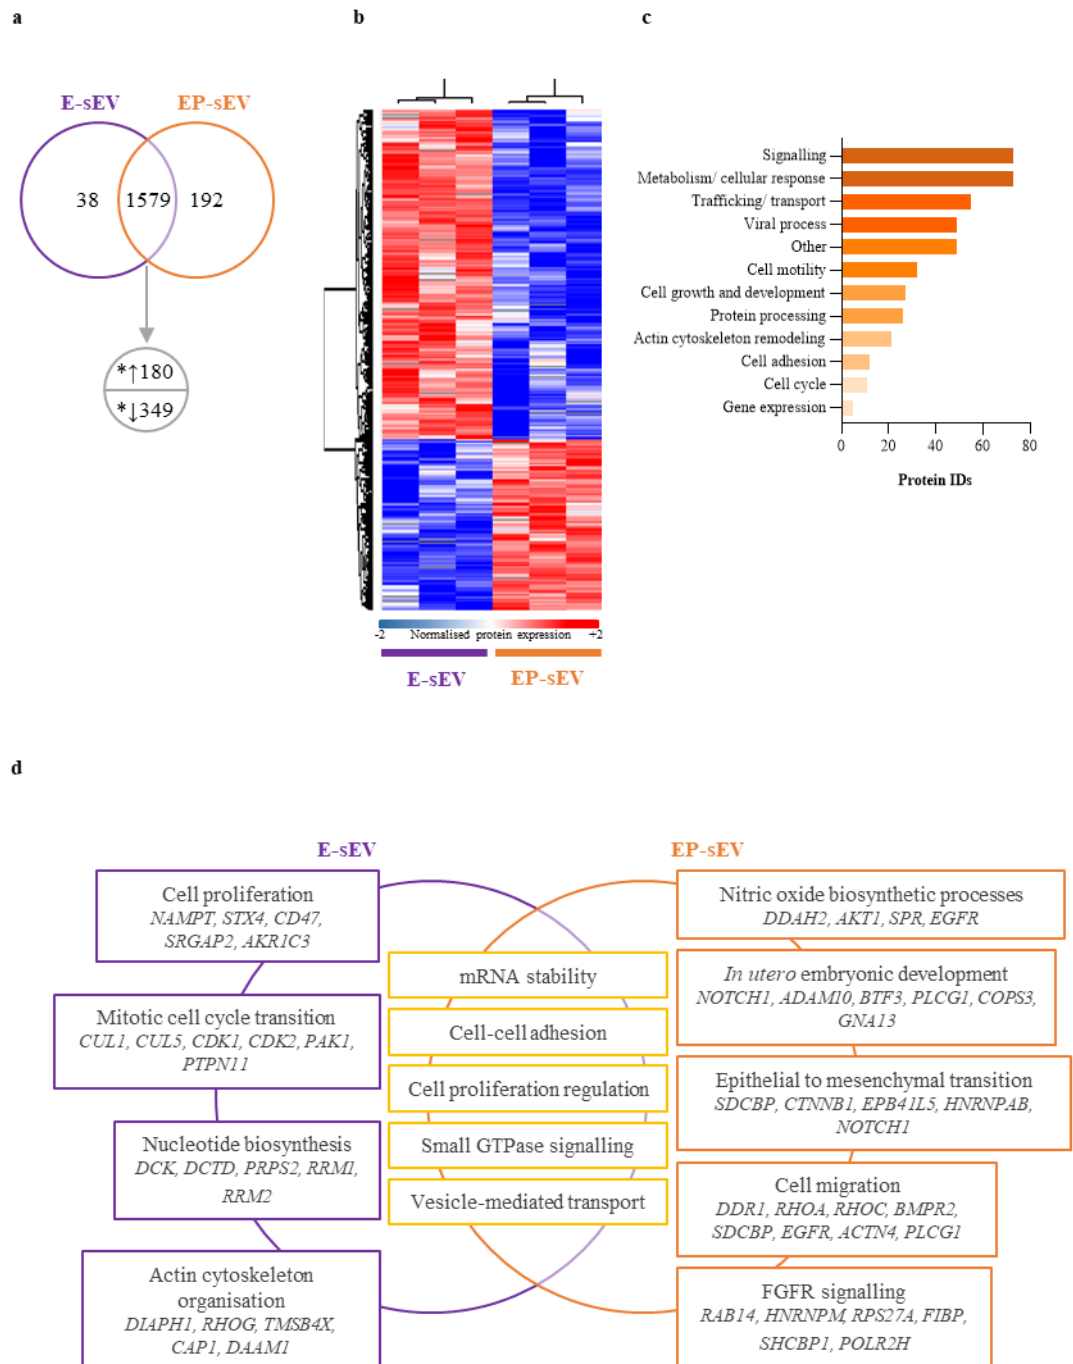 a
b
c
E-sEV
EP-sEV
38
1579
192
*↑180
*↓349
-2
Normalised protein expression
+2
E-sEV
EP-sEV
Signalling
Metabolism/ cellular response
Trafficking/ transport
Viral process
Other
Cell motility
Cell growth and development
Protein processing
Actin cytoskeleton remodeling
Cell adhesion
Cell cycle
Gene expression
0
20
40
60
80
Protein IDs
d
E-sEV
EP-sEV
Cell proliferation
NAMPT, STX4, CD47,
SRGAP2, AKR1C3
Mitotic cell cycle transition
CUL1, CUL5, CDK1, CDK2, PAK1,
PTPN11
Nucleotide biosynthesis
DCK, DCTD, PRPS2, RRM1,
RRM2
Actin cytoskeleton
organisation
DIAPH1, RHOG, TMSB4X,
CAP1, DAAM1
mRNA stability
Cell-cell adhesion
Cell proliferation regulation
Small GTPase signalling
Vesicle-mediated transport
Nitric oxide biosynthetic processes
DDAH2, AKT1, SPR, EGFR
In utero embryonic development
NOTCH1, ADAM10, BTF3, PLCG1, COPS3,
GNA13
Epithelial to mesenchymal transition
SDCBP, CTNNB1, EPB41L5, HNRNPAB,
NOTCH1
Cell migration
DDR1, RHOA, RHOC, BMPR2,
SDCBP, EGFR, ACTN4, PLCG1
FGFR signalling
RAB14, HNRNPM, RPS27A, FIBP,
SHCBP1, POLR2H